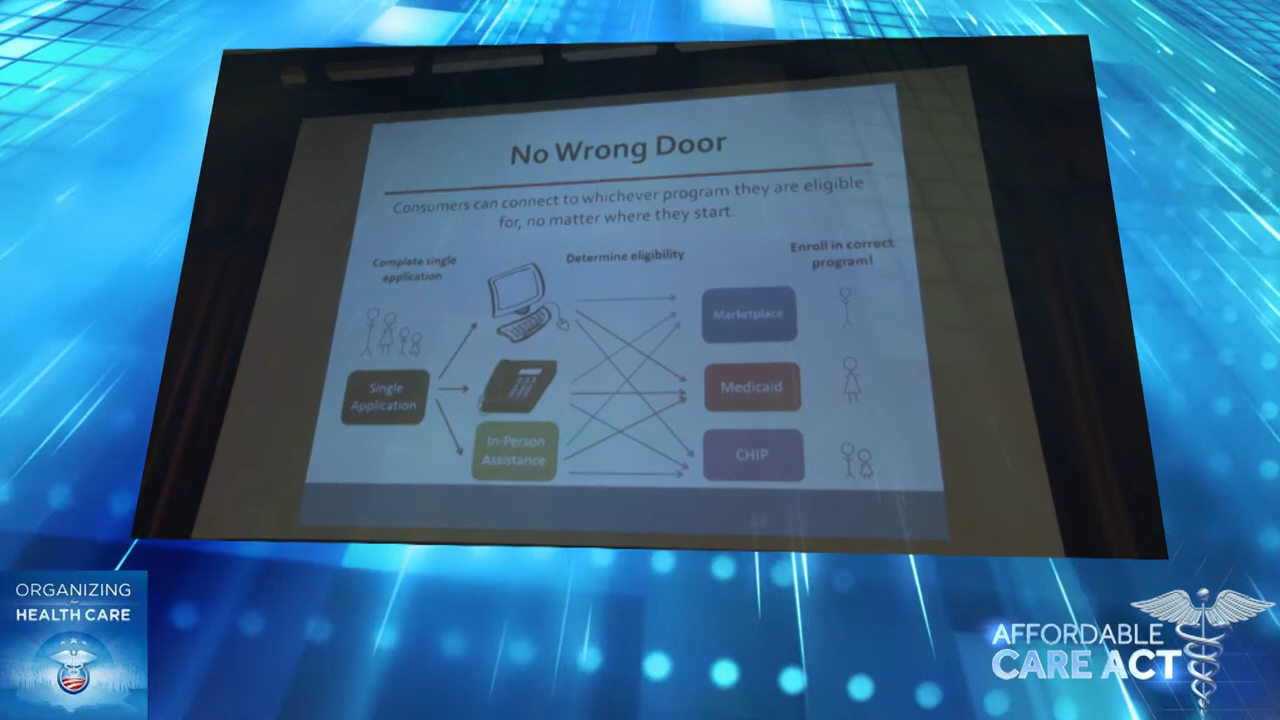 No Wrong Door
Consumers can connect to whichever program they are eligible
for, no matter where they start.
Complete single
application
Determine eligibility
Enroll in correct
program!
Single
Application
In-Person
Assistance
Marketplace
Medicaid
CHIP
ORGANIZING
for
HEALTH CARE
AFFORDABLE
CARE ACT